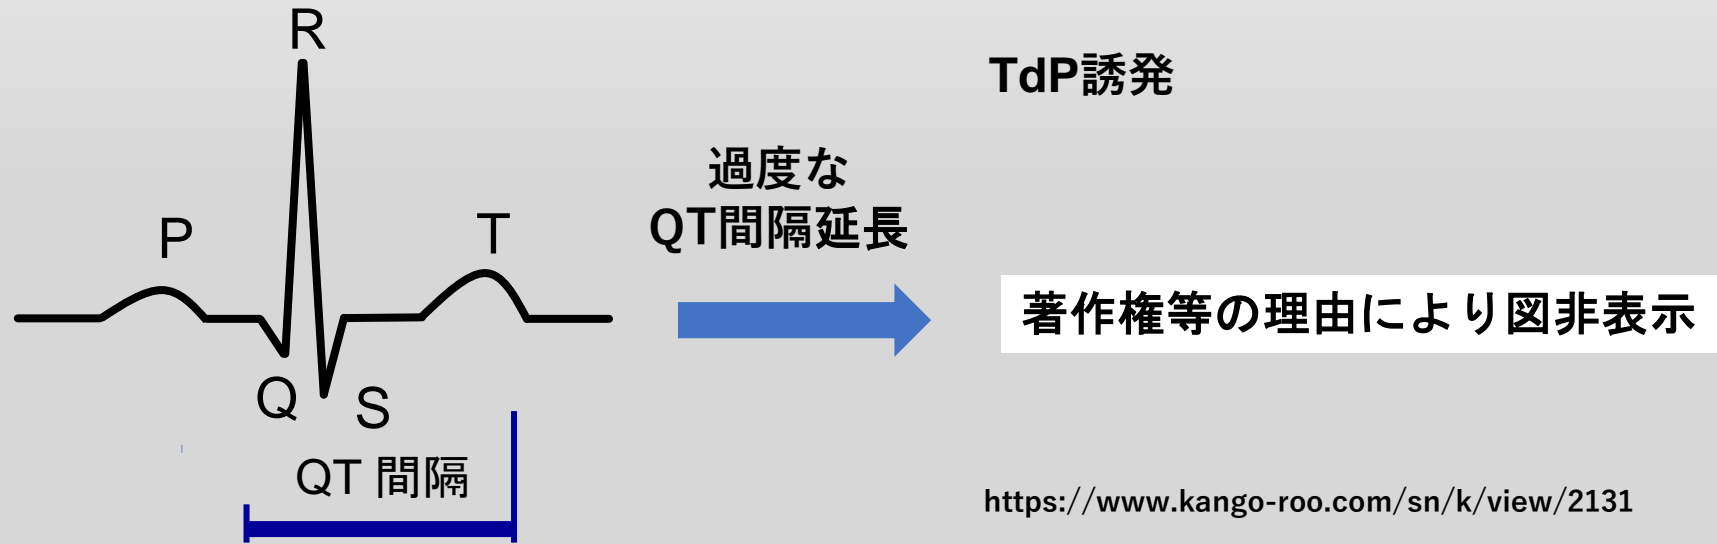 R
P
T
Q
S
QT 間隔
過度な
QT間隔延長
TdP誘発
著作権等の理由により図非表示
https://www.kango-roo.com/sn/k/view/2131